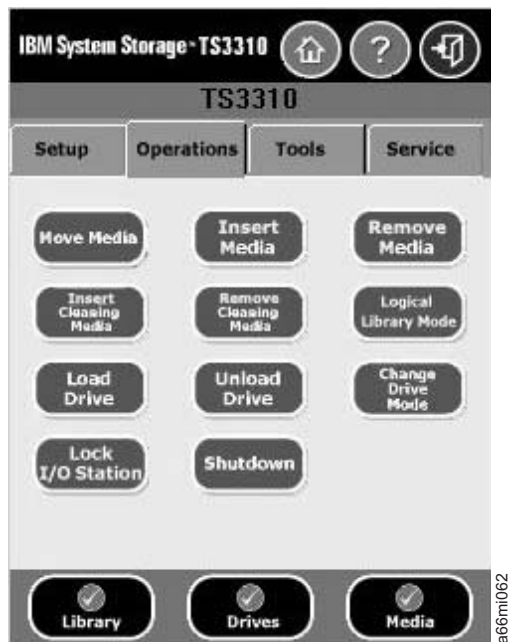 IBM System Storage™ TS3310
?
TS3310
Setup Operations Tools Service
Move Media
Insert
Media
Remove
Media
Insert
Cleaning
Media
Remove
Cleaning
Media
Logical
Library Mode
Load
Drive
Unload
Drive
Change
Drive
Mode
Lock
I/O Station
Shutdown
Library
Drives
Media
a66mi062